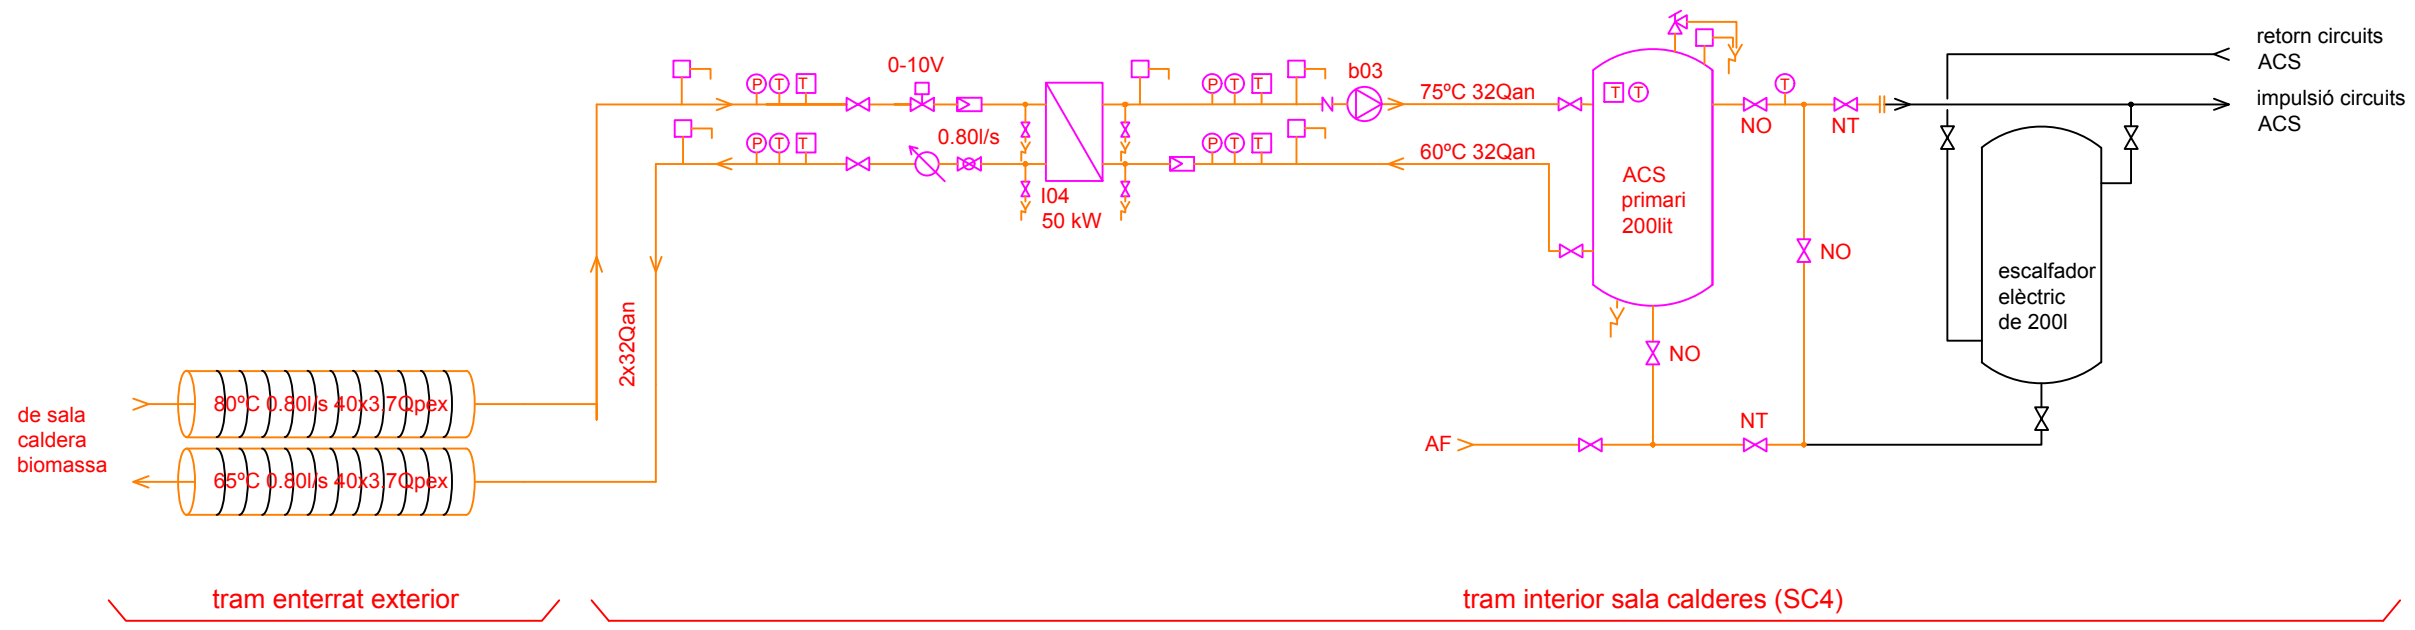 retorn circuits
ACS
impulsió circuits
ACS
0-10V
b03
P T T
P T T
75ºC 32Qan
T T
T
NO
NT
P T T
0.80l/s
P T T
60ºC 32Qan
I04
50 kW
ACS
primari
200lit
NO
escalfador
elèctric
de 200l
2x32Qan
NO
80ºC 0.80l/s 40x3.7Qpex
de sala
caldera
biomassa
AF
NT
65ºC 0.80l/s 40x3.7Qpex
tram enterrat exterior
tram interior sala calderes (SC4)